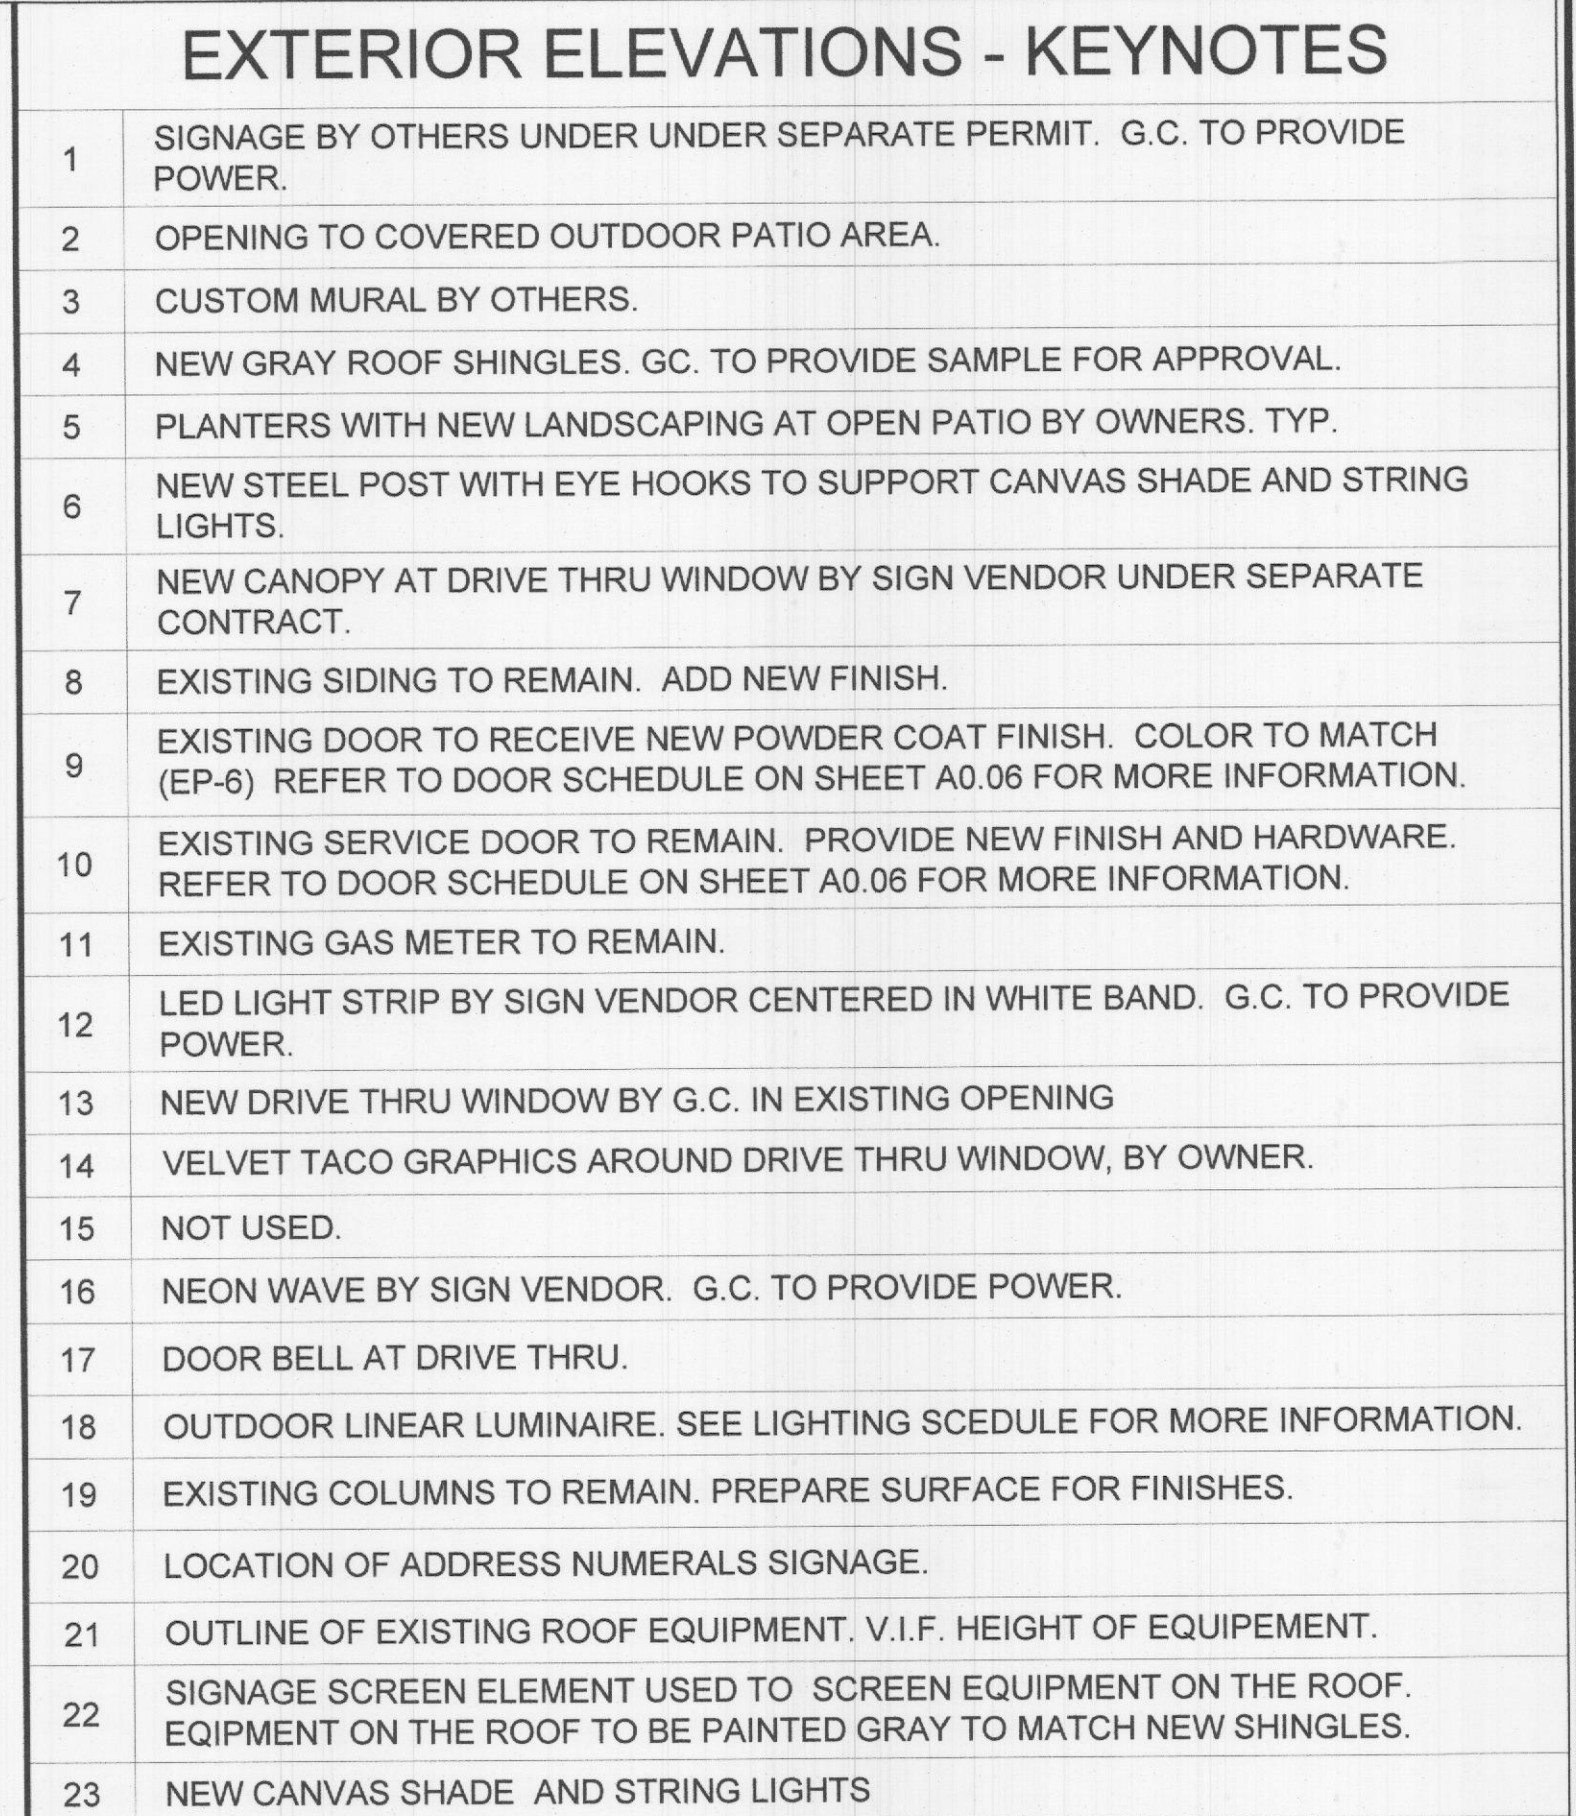 EXTERIOR ELEVATIONS - KEYNOTES
1
SIGNAGE BY OTHERS UNDER UNDER SEPARATE PERMIT.  G.C. TO PROVIDE
POWER.
2
OPENING TO COVERED OUTDOOR PATIO AREA.
3
CUSTOM MURAL BY OTHERS.
4
NEW GRAY ROOF SHINGLES. GC. TO PROVIDE SAMPLE FOR APPROVAL.
5
PLANTERS WITH NEW LANDSCAPING AT OPEN PATIO BY OWNERS. TYP.
6
NEW STEEL POST WITH EYE HOOKS TO SUPPORT CANVAS SHADE AND STRING
LIGHTS.
7
NEW CANOPY AT DRIVE THRU WINDOW BY SIGN VENDOR UNDER SEPARATE
CONTRACT.
8
EXISTING SIDING TO REMAIN.  ADD NEW FINISH.
9
EXISTING DOOR TO RECEIVE NEW POWDER COAT FINISH.  COLOR TO MATCH
(EP-6)  REFER TO DOOR SCHEDULE ON SHEET A0.06 FOR MORE INFORMATION.
10
EXISTING SERVICE DOOR TO REMAIN.  PROVIDE NEW FINISH AND HARDWARE.
REFER TO DOOR SCHEDULE ON SHEET A0.06 FOR MORE INFORMATION.
11
EXISTING GAS METER TO REMAIN.
12
LED LIGHT STRIP BY SIGN VENDOR CENTERED IN WHITE BAND.  G.C. TO PROVIDE
POWER.
13
NEW DRIVE THRU WINDOW BY G.C. IN EXISTING OPENING
14
VELVET TACO GRAPHICS AROUND DRIVE THRU WINDOW, BY OWNER.
15
NOT USED.
16
NEON WAVE BY SIGN VENDOR.  G.C. TO PROVIDE POWER.
17
DOOR BELL AT DRIVE THRU.
18
OUTDOOR LINEAR LUMINAIRE. SEE LIGHTING SCEDULE FOR MORE INFORMATION.
19
EXISTING COLUMNS TO REMAIN. PREPARE SURFACE FOR FINISHES.
20
LOCATION OF ADDRESS NUMERALS SIGNAGE.
21
OUTLINE OF EXISTING ROOF EQUIPMENT. V.I.F. HEIGHT OF EQUIPEMENT.
22
SIGNAGE SCREEN ELEMENT USED TO  SCREEN EQUIPMENT ON THE ROOF.
EQIPMENT ON THE ROOF TO BE PAINTED GRAY TO MATCH NEW SHINGLES.
23
NEW CANVAS SHADE  AND STRING LIGHTS